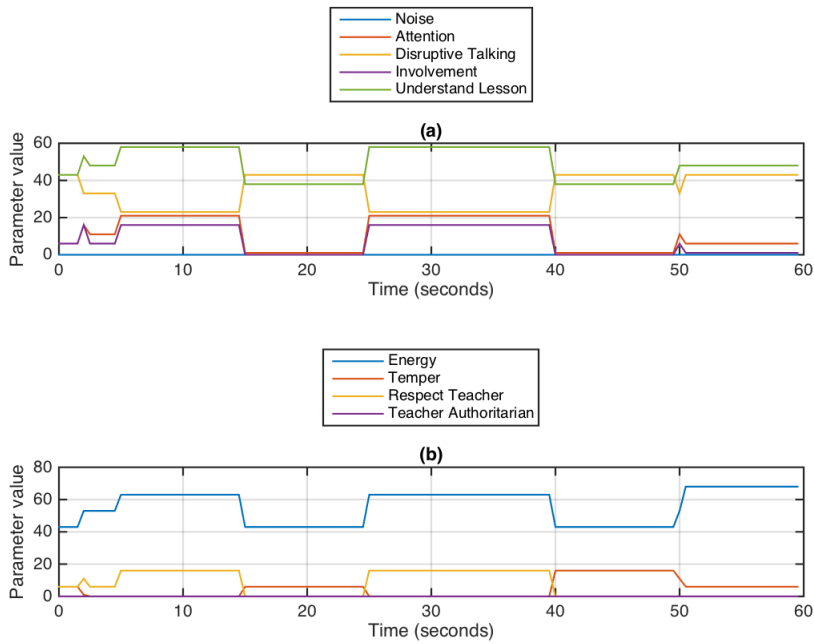 Noise
Attention
Disruptive Talking
Involvement
Understand Lesson
(a)
60
40
20
0
0 10 20 30 40 50 60
Parameter value
Time (seconds)
Energy
Temper
Respect Teacher
Teacher Authoritarian
(b)
80
60
40
20
0
0 10 20 30 40 50 60
Parameter value
Time (seconds)